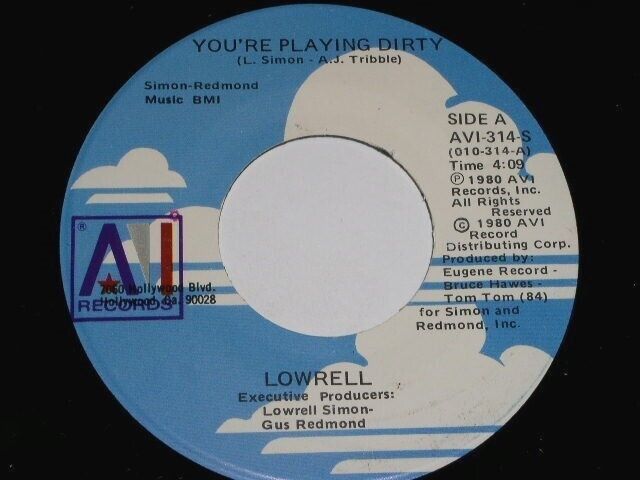 YOU'RE PLAYING DIRTY
(L. Simon - A.J. Tribble)
Simon-Redmond
Music BMI
SIDE A
AVI-314-S
(010-314-A)
Time 4:09
Ⓟ 1980 AVI
Records, Inc.
All Rights
Reserved
© 1980 AVI
Record
Distributing Corp.
Produced by:
Eugene Record -
Bruce Hawes -
Tom Tom (84)
for Simon and
Redmond, Inc.
® AVI
RECORDS
7060 Hollywood Blvd.
Hollywood Ca. 90028
LOWRELL
Executive Producers:
Lowrell Simon-
Gus Redmond